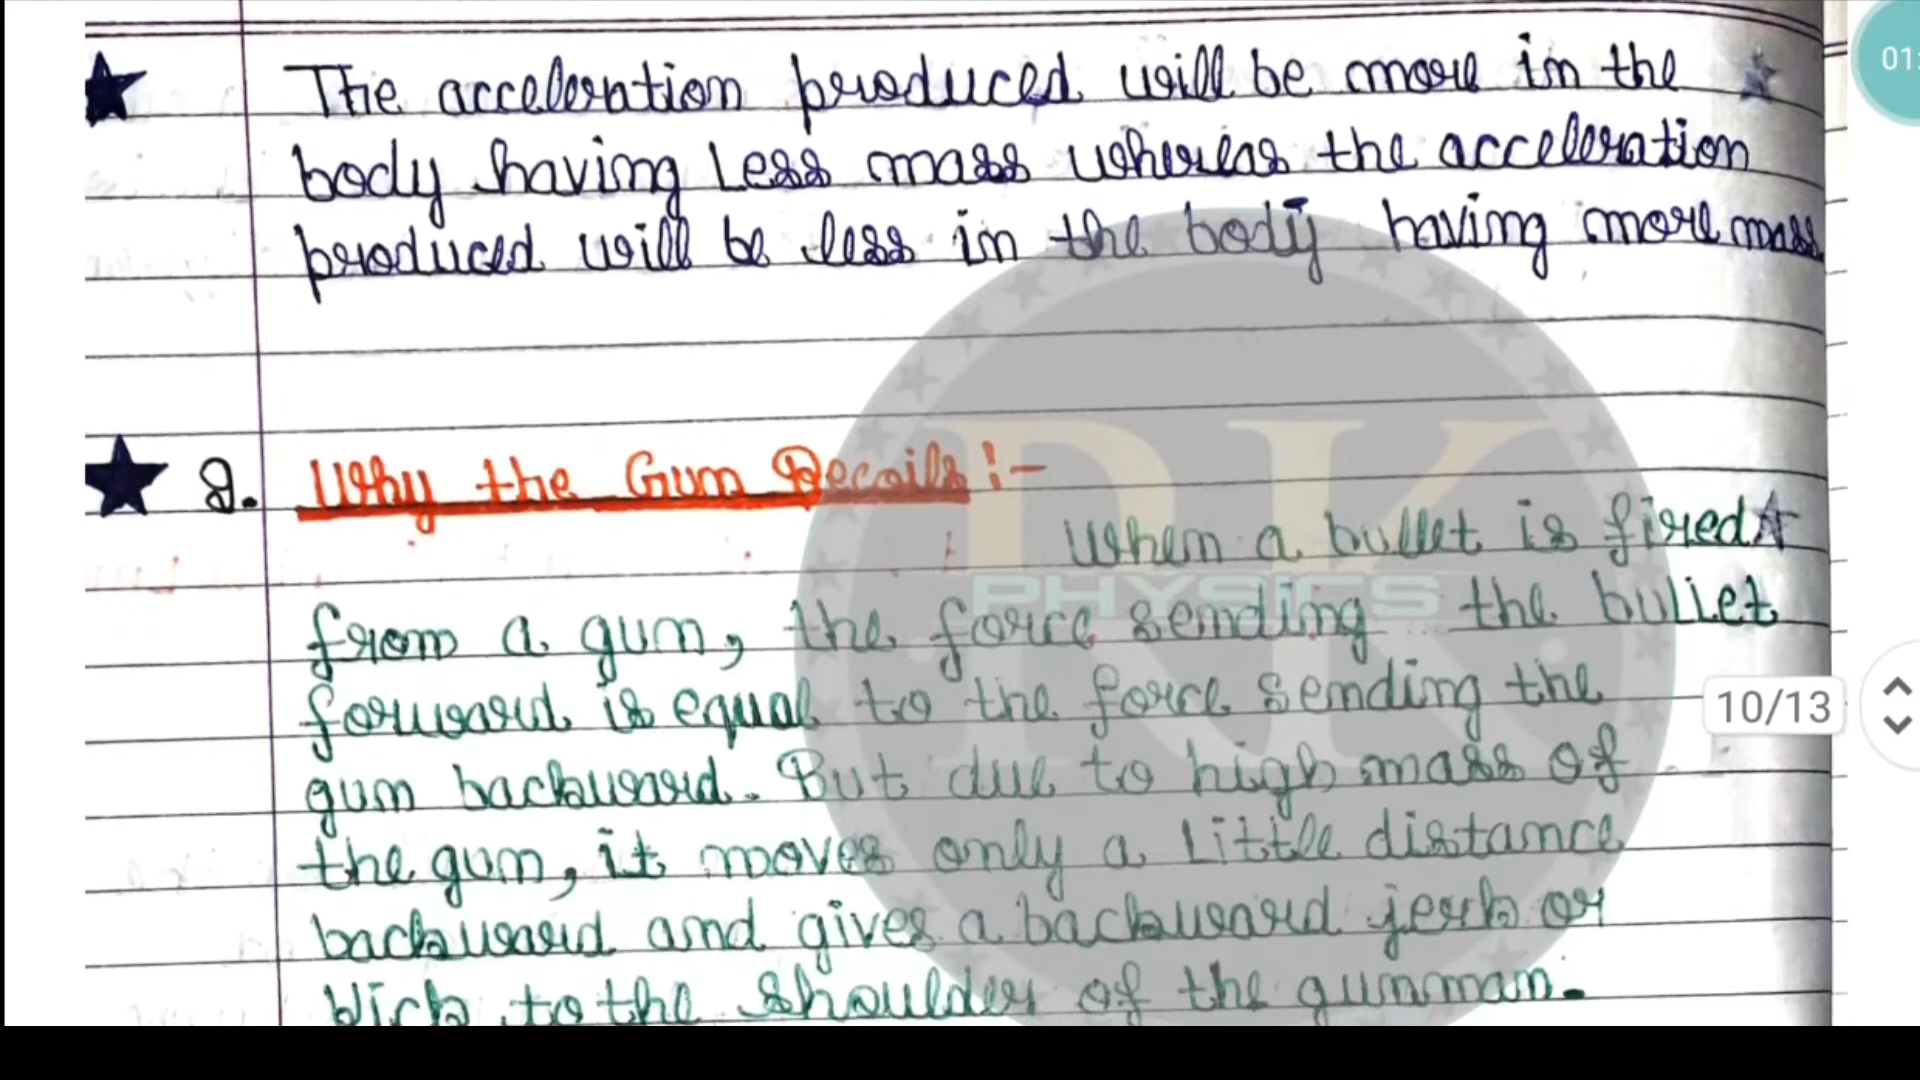 The acceleration produced will be more in the
body having Less mass whereas the acceleration
produced will be less in the body having more mass
2. Why the Gun Recoils :-
When a bullet is fired
from a gun, the force sending the bullet
forward is equal to the force sending the
gun backward. But due to high mass of
the gun, it moves only a Little distance
backward and gives a backward jerk or
kick to the shoulder of the gunman.
RK
PHYSICS
10/13
01: